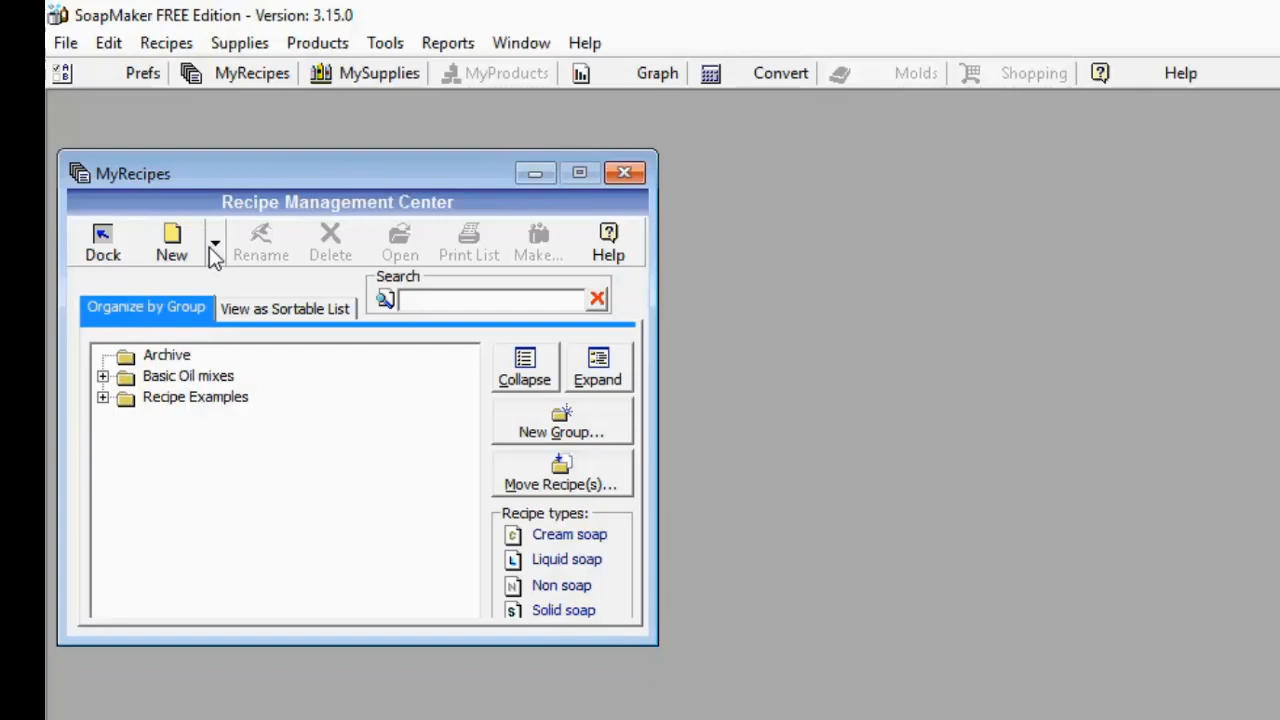 SoapMaker FREE Edition - Version: 3.15.0
File Edit Recipes Supplies Products Tools Reports Window Help
Prefs MyRecipes MySupplies MyProducts Graph Convert Molds Shopping Help
MyRecipes
Recipe Management Center
Dock New Rename Delete Open Print List Make... Help
Search
Organize by Group View as Sortable List
Archive
Basic Oil mixes
Recipe Examples
Collapse Expand
New Group...
Move Recipe(s)...
Recipe types:
C Cream soap
L Liquid soap
N Non soap
S Solid soap